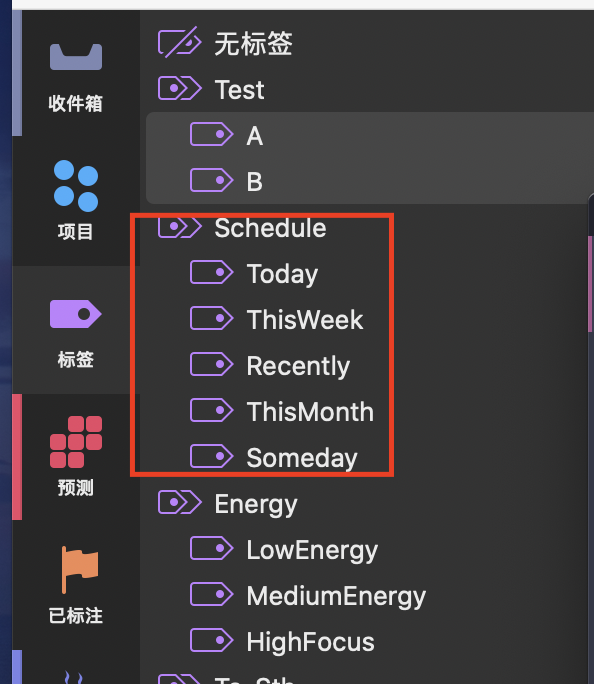 收件箱
项目
标签
预测
已标注
无标签
Test
A
B
Schedule
Today
ThisWeek
Recently
ThisMonth
Someday
Energy
LowEnergy
MediumEnergy
HighFocus